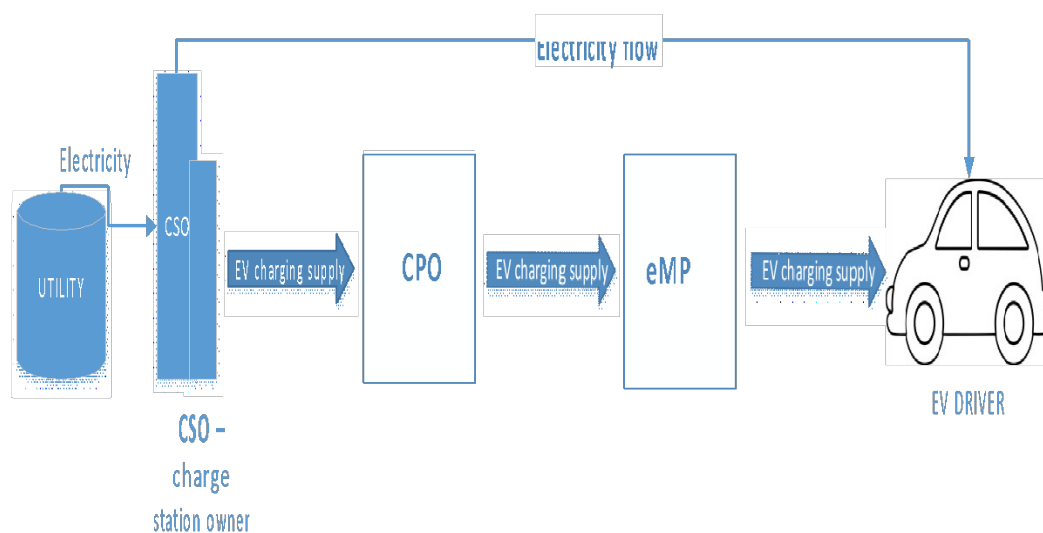 Electricity flow
Electricity
CSO
UTILITY
EV charging supply
CPO
EV charging supply
eMP
EV charging supply
EV DRIVER
CSO –
charge
station owner